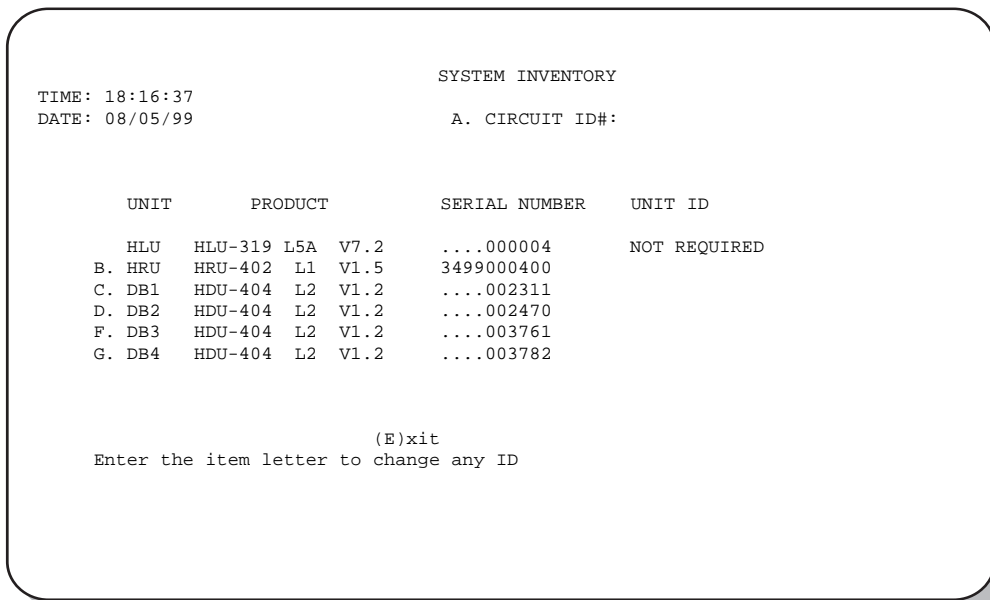 SYSTEM INVENTORY
TIME: 18:16:37
DATE: 08/05/99 A. CIRCUIT ID#:
UNIT PRODUCT SERIAL NUMBER UNIT ID
HLU HLU-319 L5A V7.2 ....000004 NOT REQUIRED
B. HRU HRU-402 L1 V1.5 3499000400
C. DB1 HDU-404 L2 V1.2 ....002311
D. DB2 HDU-404 L2 V1.2 ....002470
F. DB3 HDU-404 L2 V1.2 ....003761
G. DB4 HDU-404 L2 V1.2 ....003782
(E)xit
Enter the item letter to change any ID